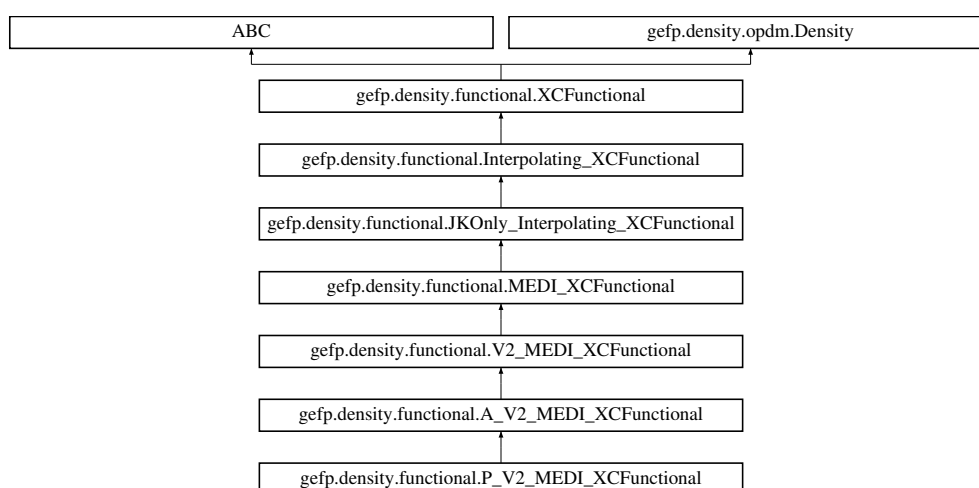 ABC
gefp.density.opdm.Density
gefp.density.functional.XCFunctional
gefp.density.functional.Interpolating_XCFunctional
gefp.density.functional.JKOnly_Interpolating_XCFunctional
gefp.density.functional.MEDI_XCFunctional
gefp.density.functional.V2_MEDI_XCFunctional
gefp.density.functional.A_V2_MEDI_XCFunctional
gefp.density.functional.P_V2_MEDI_XCFunctional